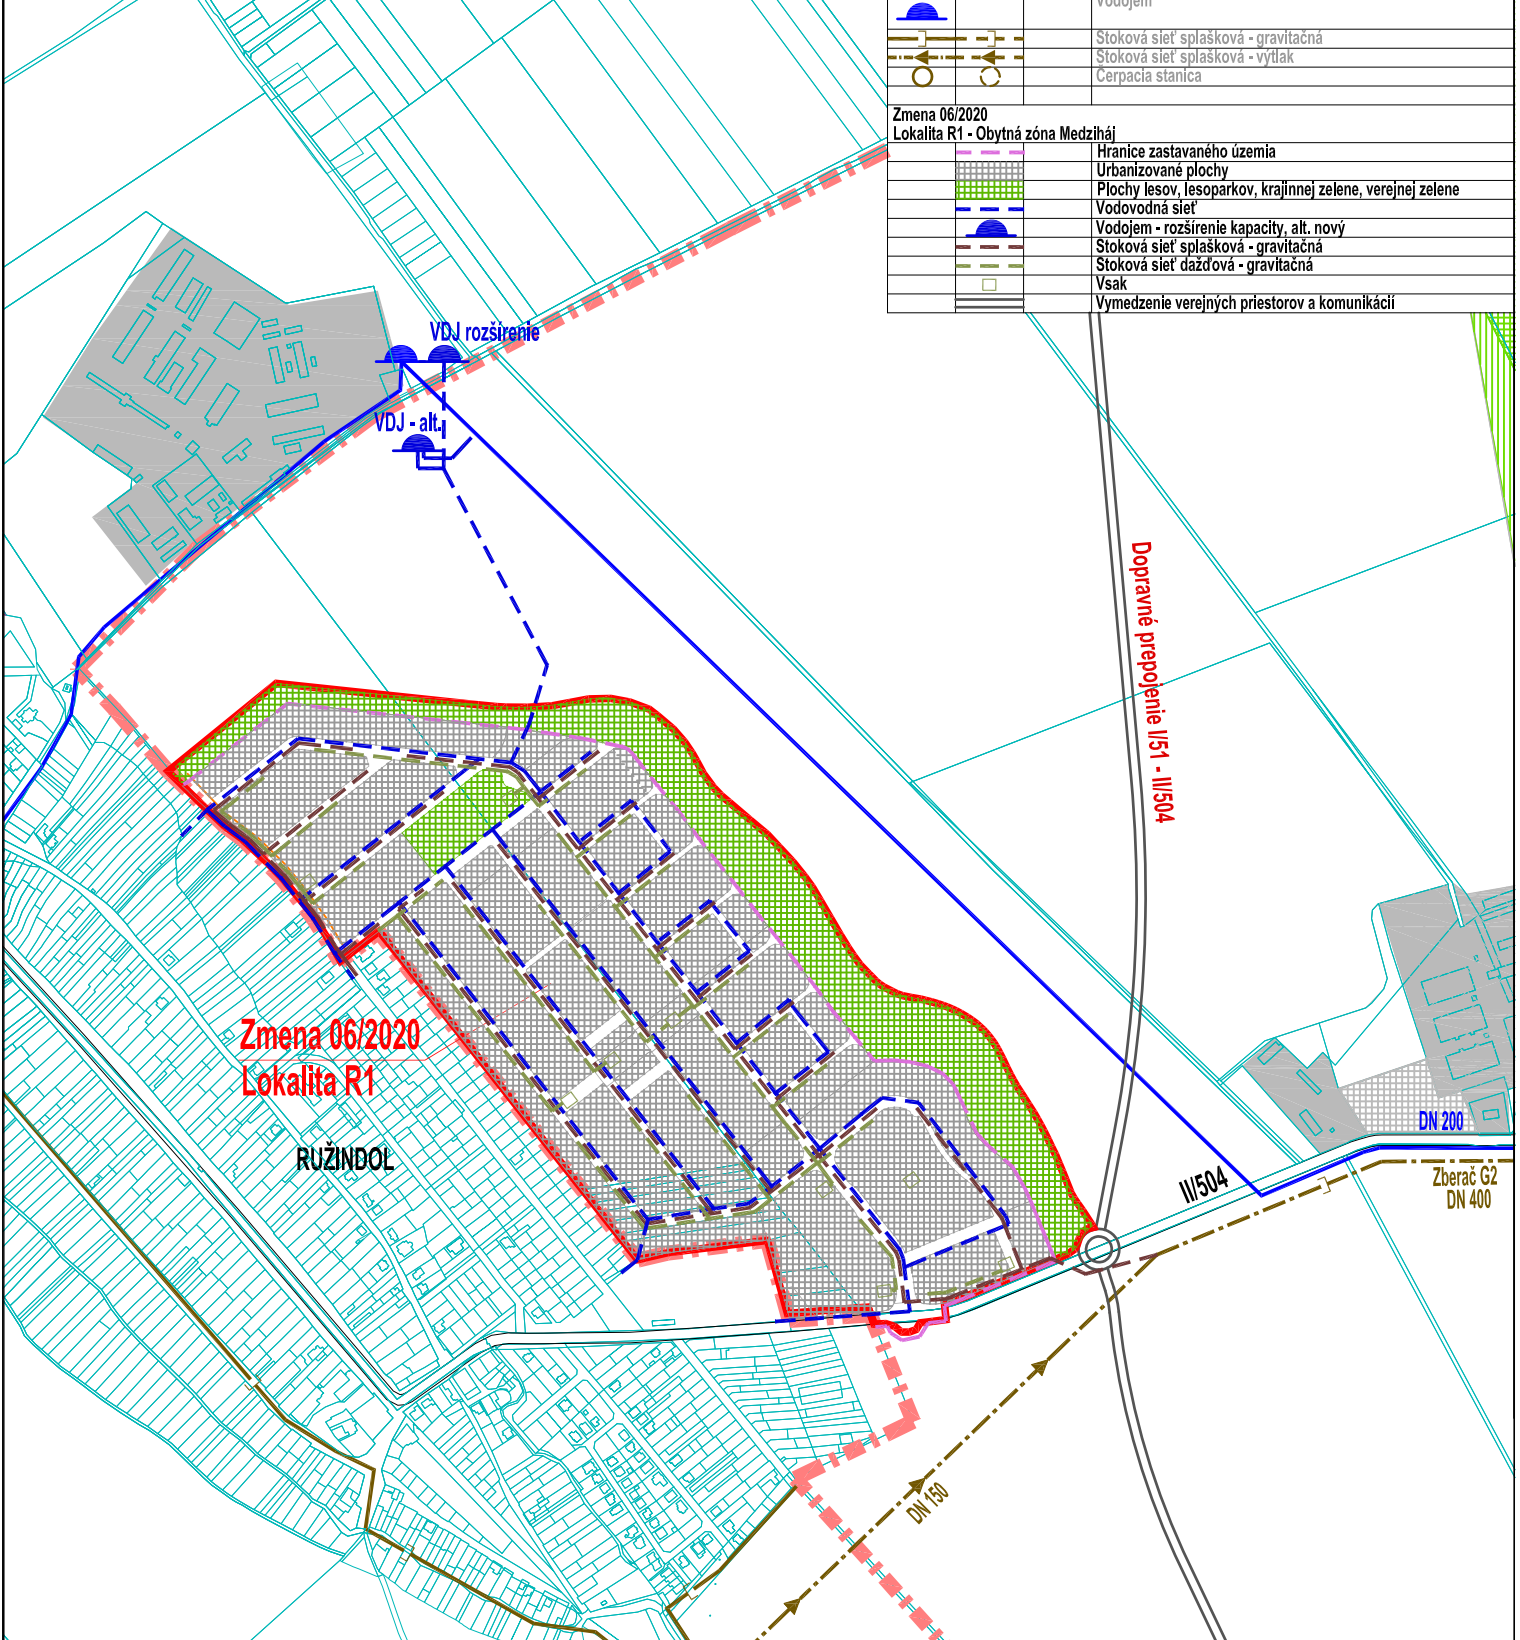 Vodojem
Stoková sieť splašková - gravitačná
Stoková sieť splašková - výtlak
Čerpacia stanica
Zmena 06/2020
Lokalita R1 - Obytná zóna Medziháj
Hranice zastavaného územia
Urbanizované plochy
Plochy lesov, lesoparkov, krajinnej zelene, verejnej zelene
Vodovodná sieť
Vodojem - rozšírenie kapacity, alt. nový
Stoková sieť splašková - gravitačná
Stoková sieť dažďová - gravitačná
Vsak
Vymedzenie verejných priestorov a komunikácií
VDJ rozšírenie
VDJ - alt.
Dopravné prepojenie I/51 - II/504
Zmena 06/2020
Lokalita R1
RUŽINDOL
DN 200
II/504
Zberač G2
DN 400
DN 150